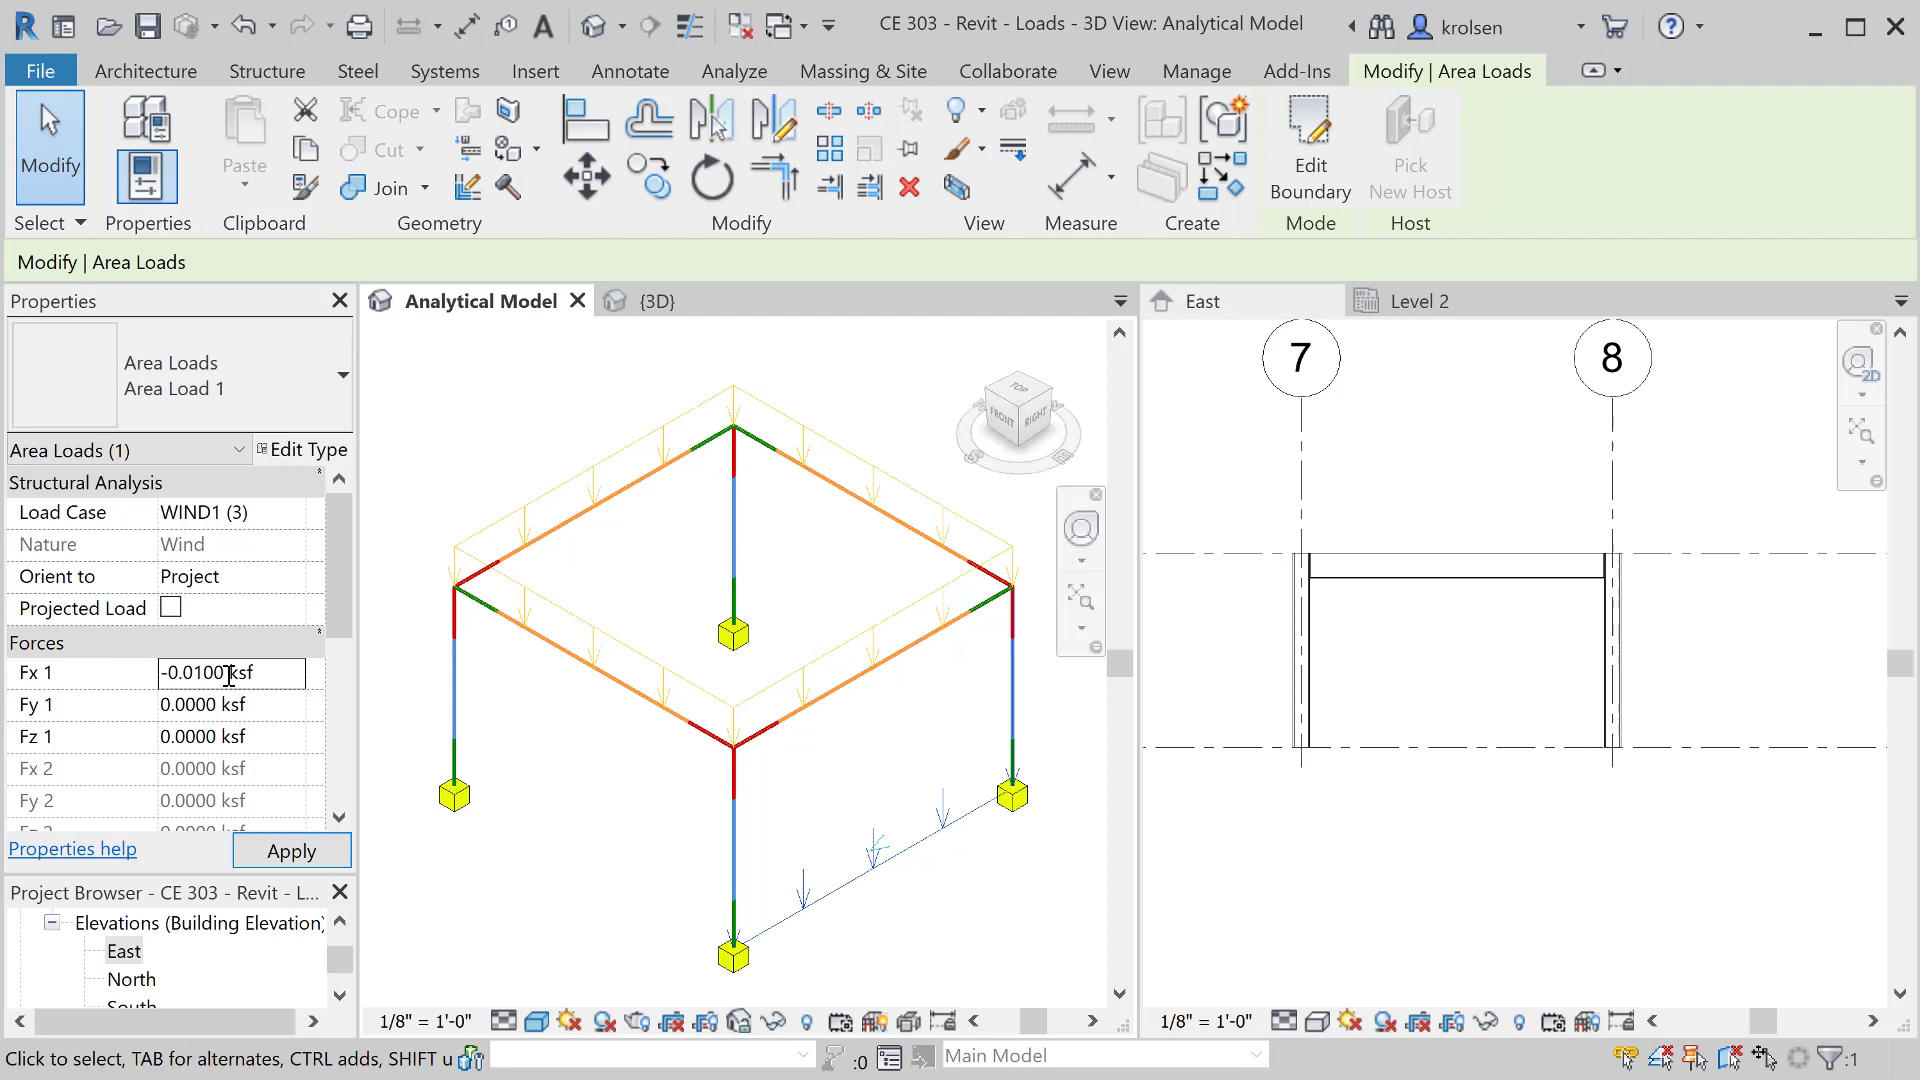 CE 303 - Revit - Loads - 3D View: Analytical Model
krolsen
File Architecture Structure Steel Systems Insert Annotate Analyze Massing & Site Collaborate View Manage Add-Ins Modify | Area Loads
Modify
Paste
Cope
Cut
Join
Edit
Boundary
Pick
New Host
Select Properties Clipboard Geometry Modify View Measure Create Mode Host
Modify | Area Loads
Properties
Area Loads
Area Load 1
Area Loads (1) Edit Type
Structural Analysis
Load Case WIND1 (3)
Nature Wind
Orient to Project
Projected Load
Forces
Fx 1 -0.0100 ksf
Fy 1 0.0000 ksf
Fz 1 0.0000 ksf
Fx 2 0.0000 ksf
Fy 2 0.0000 ksf
Properties help Apply
Project Browser - CE 303 - Revit - L...
Elevations (Building Elevation)
East
North
South
Analytical Model {3D}
TOP
FRONT RIGHT
East Level 2
7 8
2D
1/8" = 1'-0"
1/8" = 1'-0"
Click to select, TAB for alternates, CTRL adds, SHIFT u
:0 Main Model :1